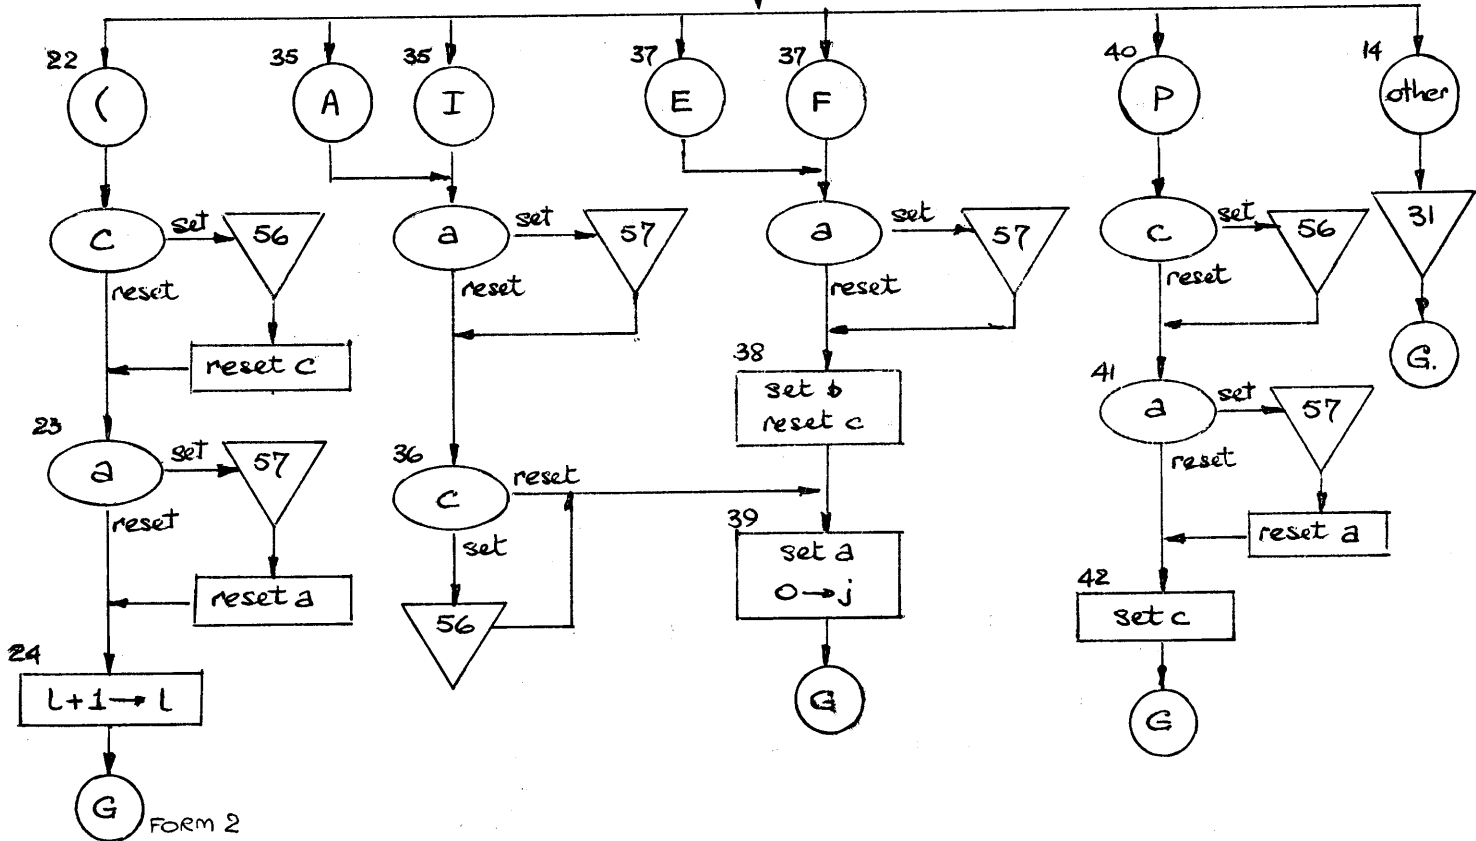 22
(
35
A
35
I
37
E
37
F
40
P
14
other
C
set
56
reset
reset c
a
set
57
reset
a
set
57
reset
c
set
56
reset
31
G.
23
a
set
57
reset
reset a
36
C
reset
set
56
38
set b
reset c
39
set a
0→j
G
41
a
set
57
reset
reset a
42
set c
G
24
l+1→l
G
FORM 2